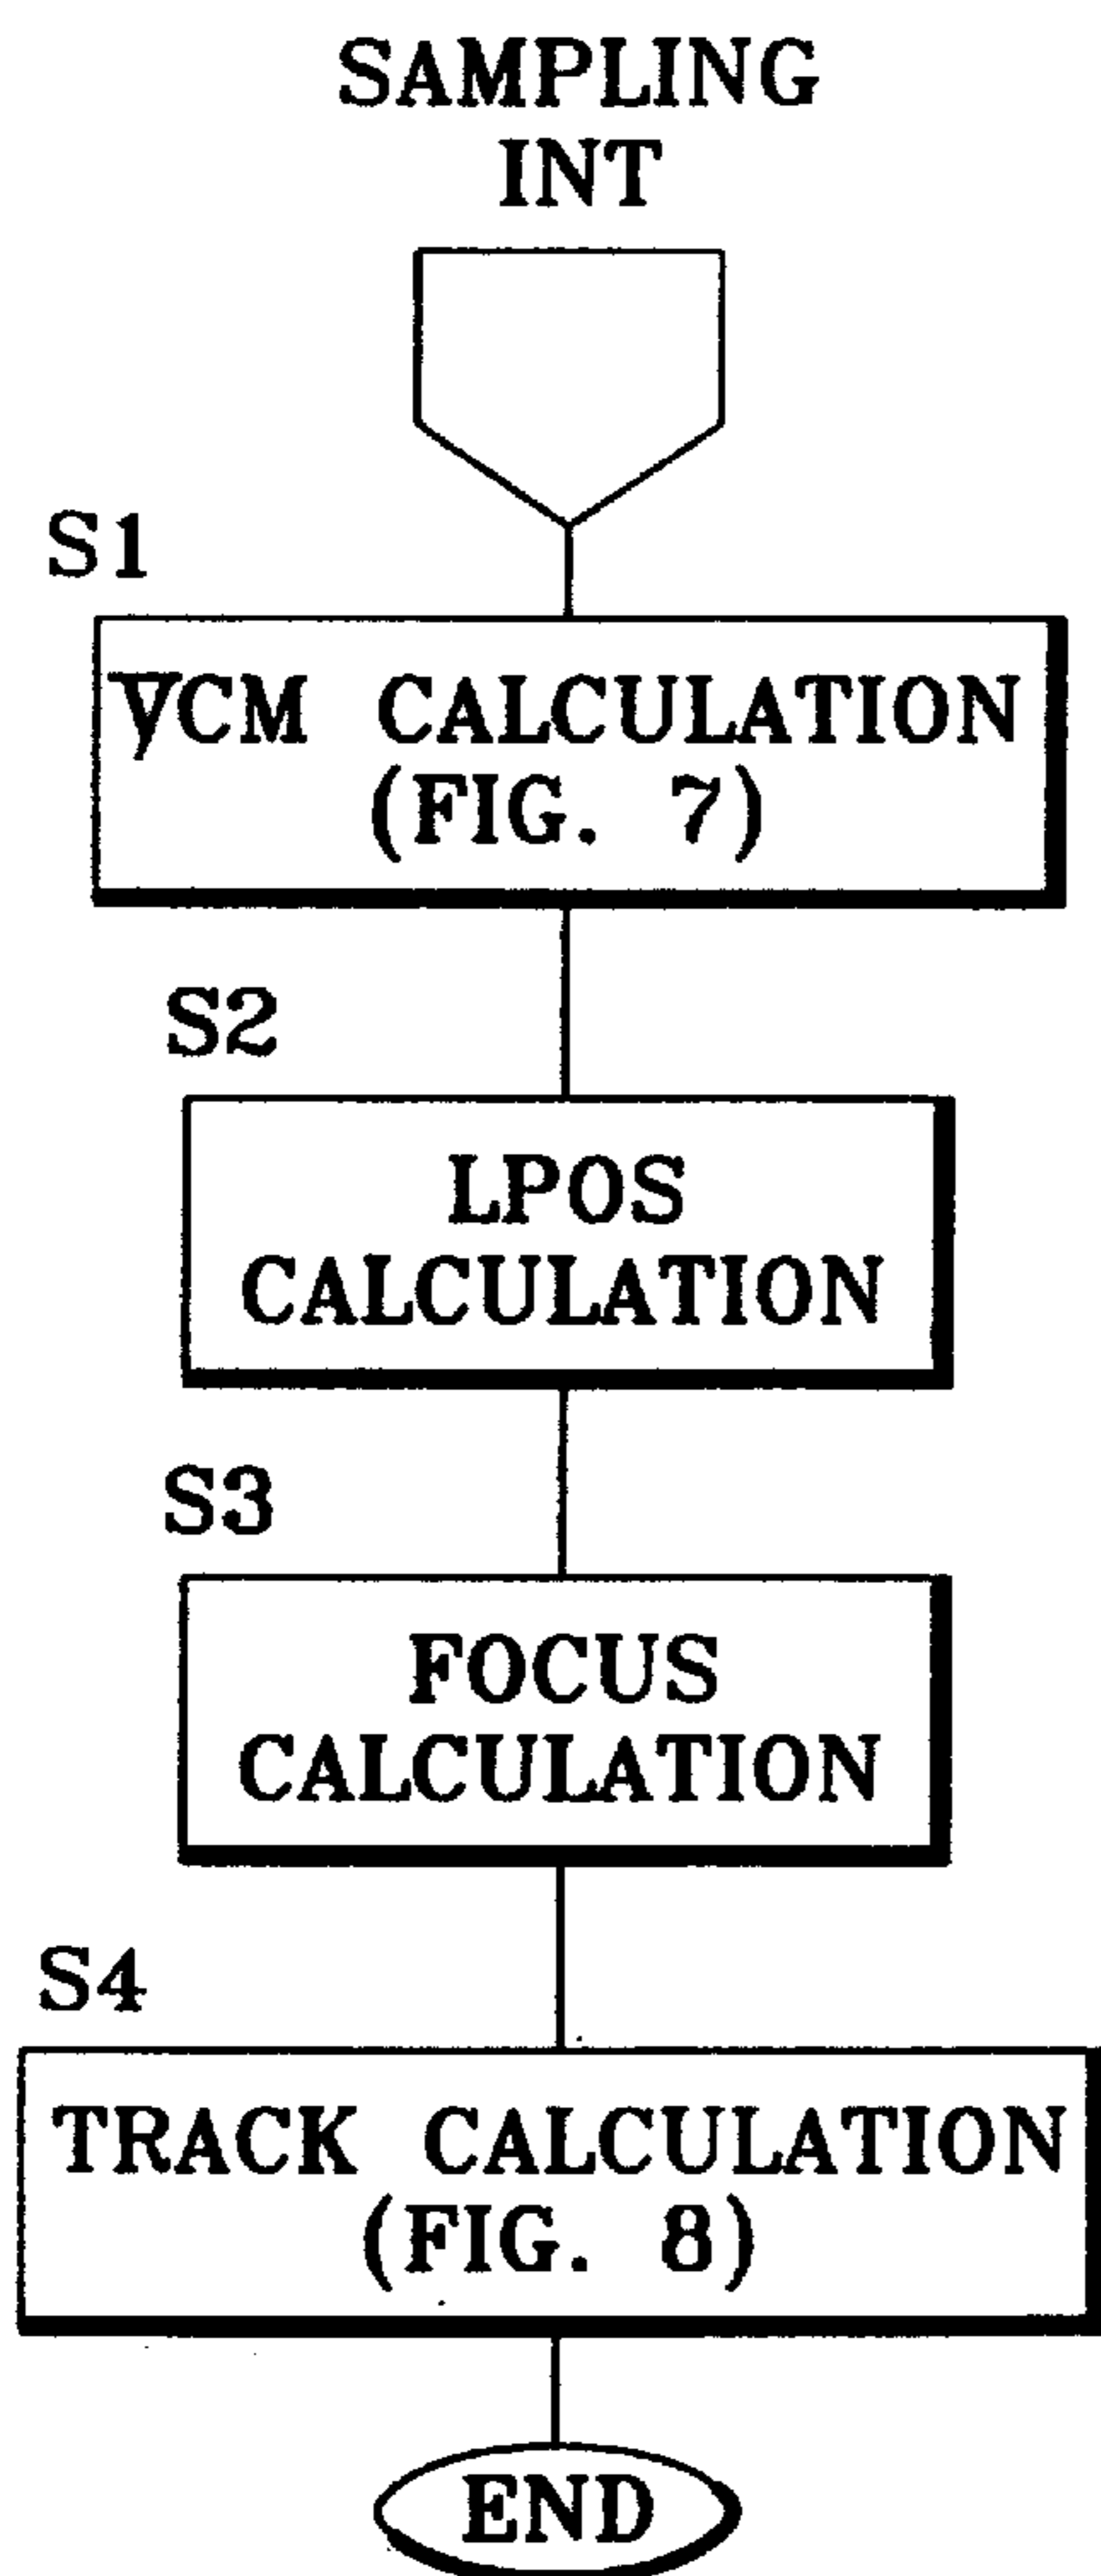 SAMPLING
INT
S1
VCM CALCULATION
(FIG. 7)
S2
LPOS
CALCULATION
S3
FOCUS
CALCULATION
S4
TRACK CALCULATION
(FIG. 8)
END